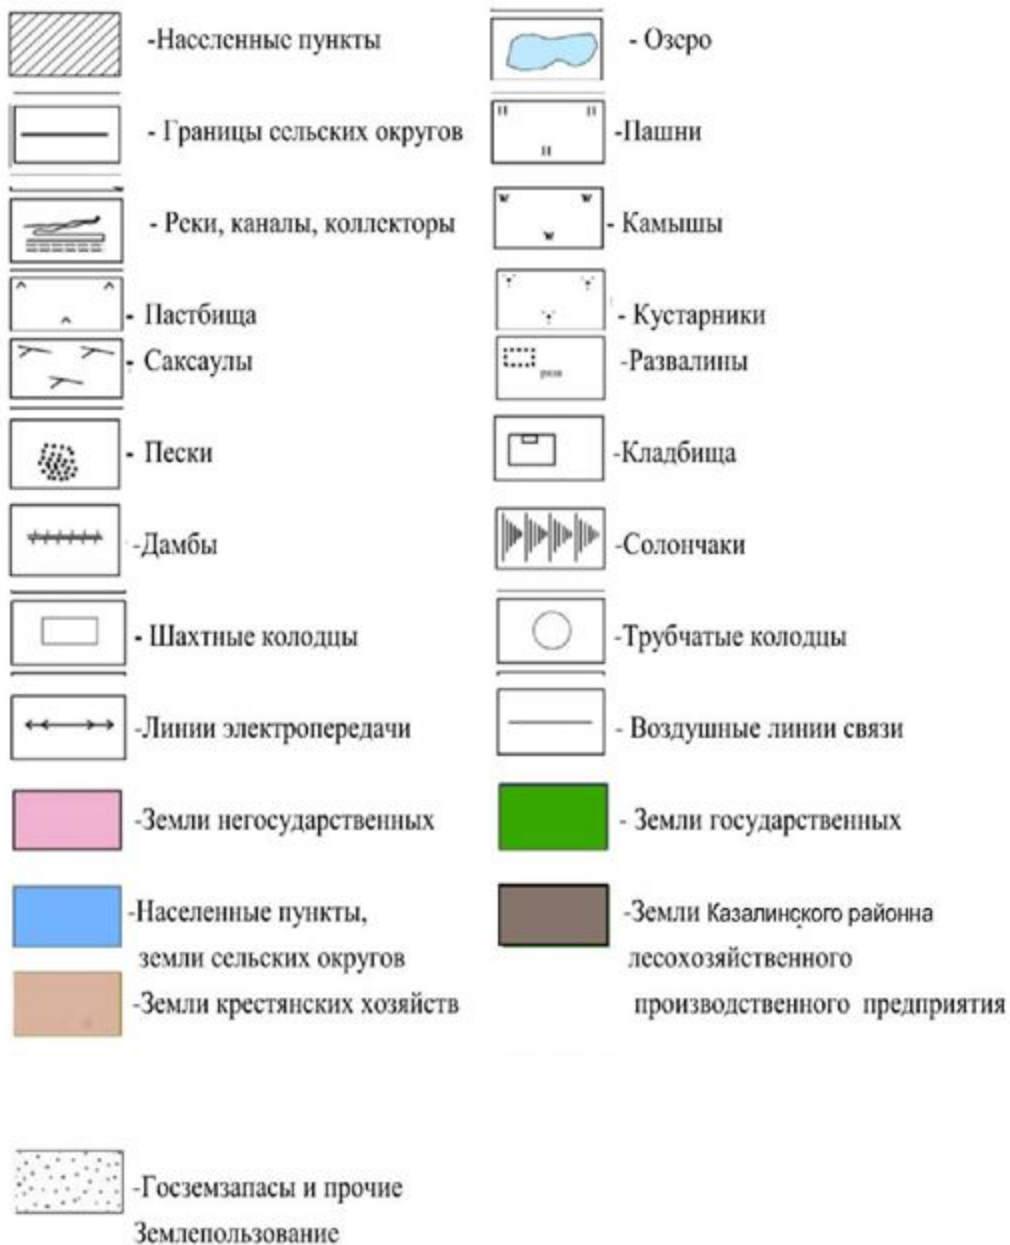 -Населенные пункты
- Озеро
- Границы сельских округов
-Пашни
- Реки, каналы, коллекторы
- Камышы
- Пастбища
- Кустарники
- Саксаулы
-Развалины
- Пески
-Кладбища
-Дамбы
-Солончаки
- Шахтные колодцы
-Трубчатые колодцы
-Линии электропередачи
- Воздушные линии связи
-Земли негосударственных
- Земли государственных
-Населенные пункты,
земли сельских округов
-Земли Казалинского районна
лесохозяйственного
производственного предприятия
-Земли крестянских хозяйств
-Госземзапасы и прочие
Землепользование